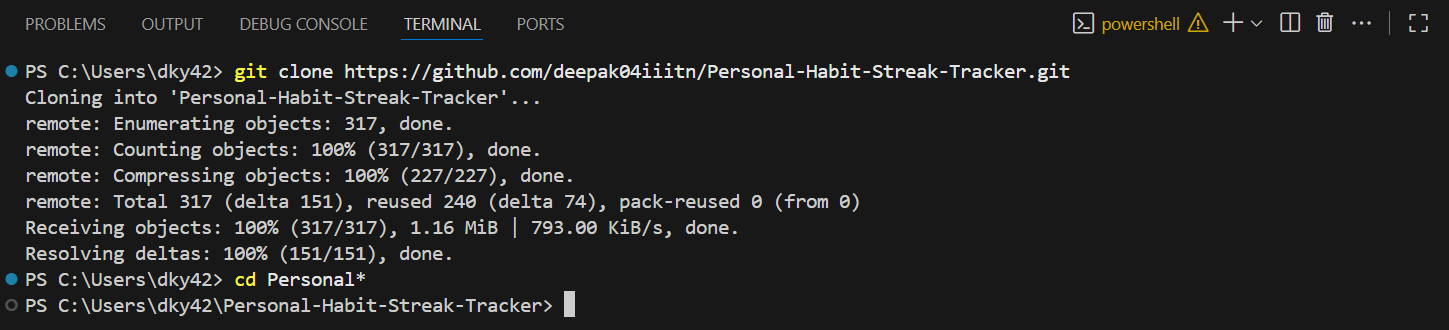 PROBLEMS OUTPUT DEBUG CONSOLE TERMINAL PORTS powershell
PS C:\Users\dky42> git clone https://github.com/deepak04iiitn/Personal-Habit-Streak-Tracker.git
Cloning into 'Personal-Habit-Streak-Tracker'...
remote: Enumerating objects: 317, done.
remote: Counting objects: 100% (317/317), done.
remote: Compressing objects: 100% (227/227), done.
remote: Total 317 (delta 151), reused 240 (delta 74), pack-reused 0 (from 0)
Receiving objects: 100% (317/317), 1.16 MiB | 793.00 KiB/s, done.
Resolving deltas: 100% (151/151), done.
PS C:\Users\dky42> cd Personal*
PS C:\Users\dky42\Personal-Habit-Streak-Tracker>